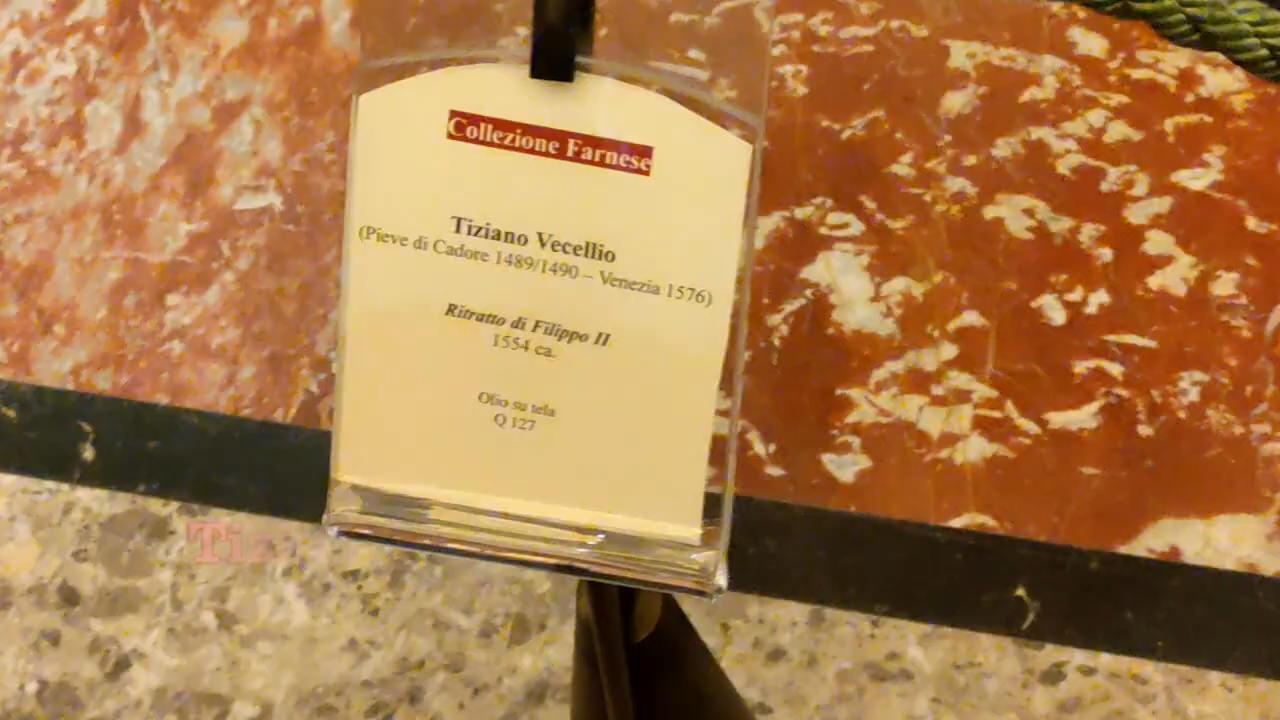 Collezione Farnese
Tiziano Vecellio
(Pieve di Cadore 1489/1490 – Venezia 1576)
Ritratto di Filippo II
1554 ca.
Olio su tela
Q 127